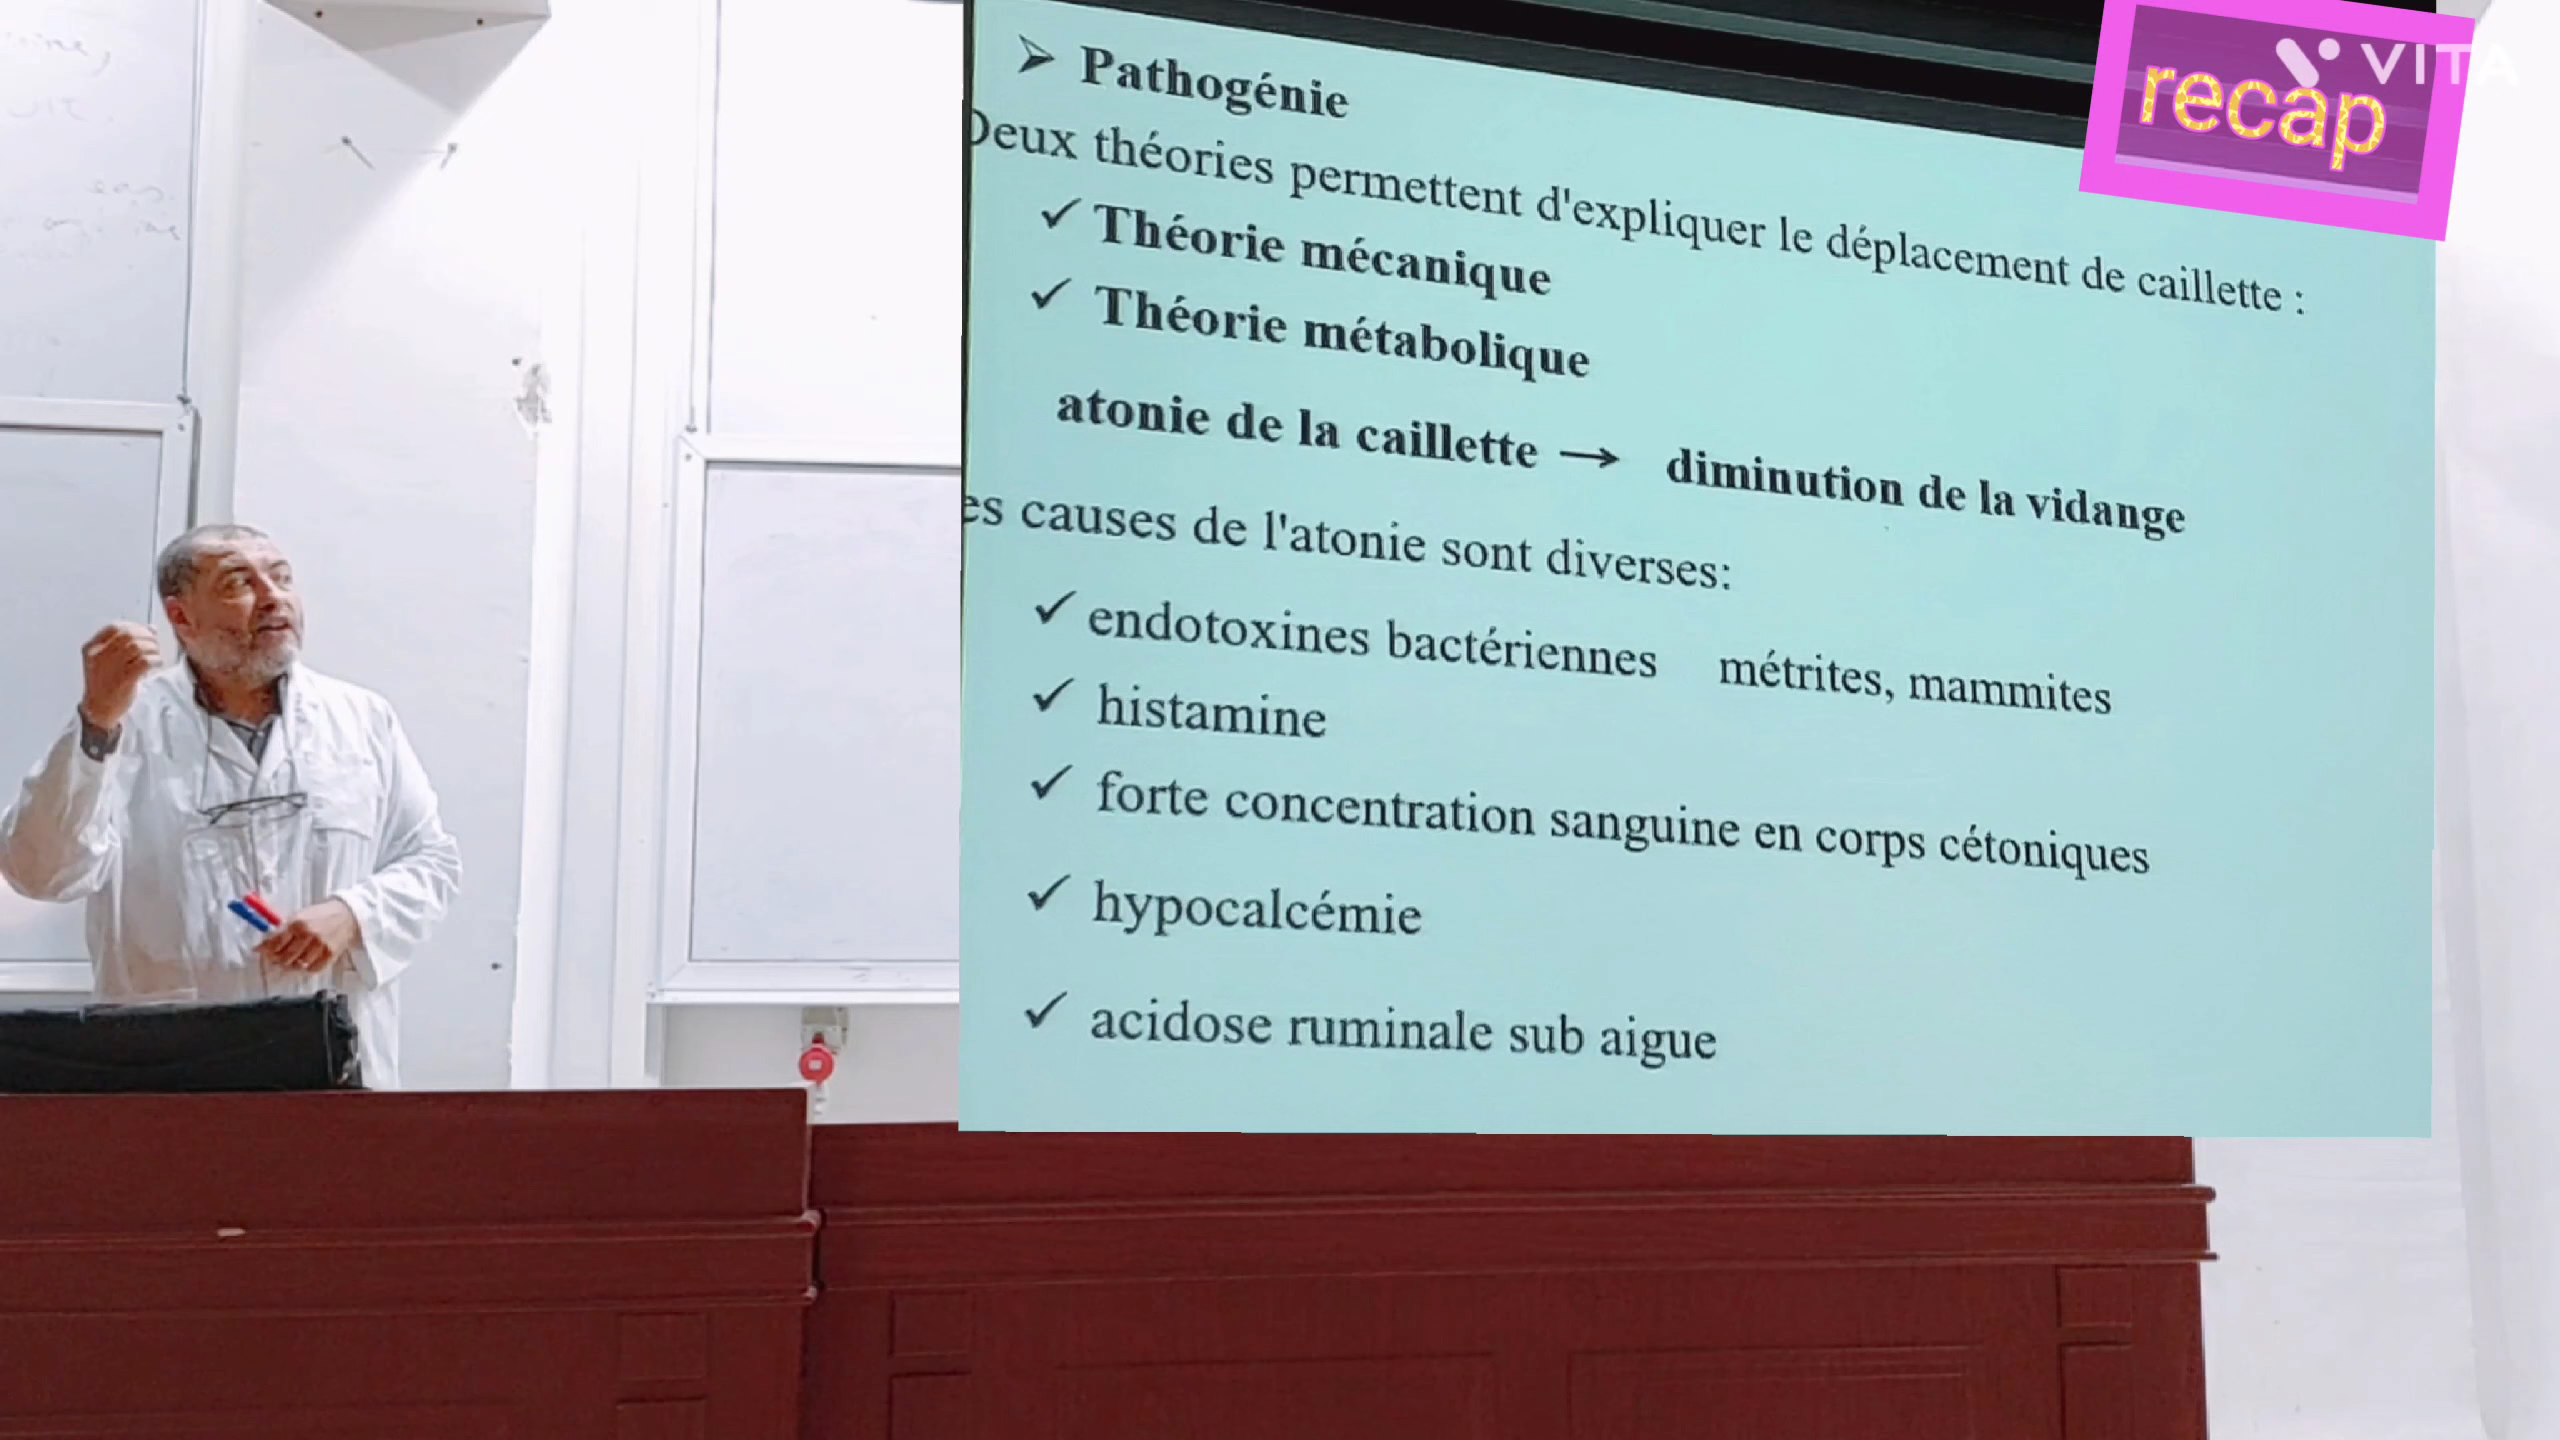 ➢ Pathogénie
Deux théories permettent d'expliquer le déplacement de caillette :
✓ Théorie mécanique
✓ Théorie métabolique
atonie de la caillette → diminution de la vidange
es causes de l'atonie sont diverses:
✓ endotoxines bactériennes métrites, mammites
✓ histamine
✓ forte concentration sanguine en corps cétoniques
✓ hypocalcémie
✓ acidose ruminale sub aigue
recap
VITA